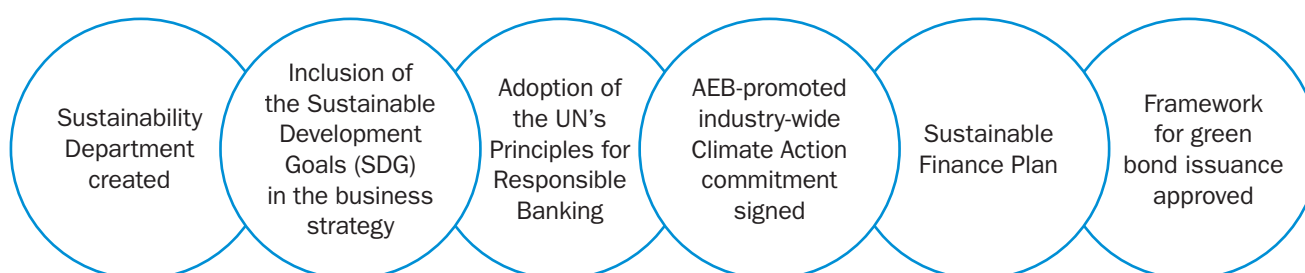 Sustainability
Department
created
Inclusion of
the Sustainable
Development
Goals (SDG)
in the business
strategy
Adoption of
the UN's
Principles for
Responsible
Banking
AEB-promoted
industry-wide
Climate Action
commitment
signed
Sustainable
Finance Plan
Framework
for green
bond issuance
approved